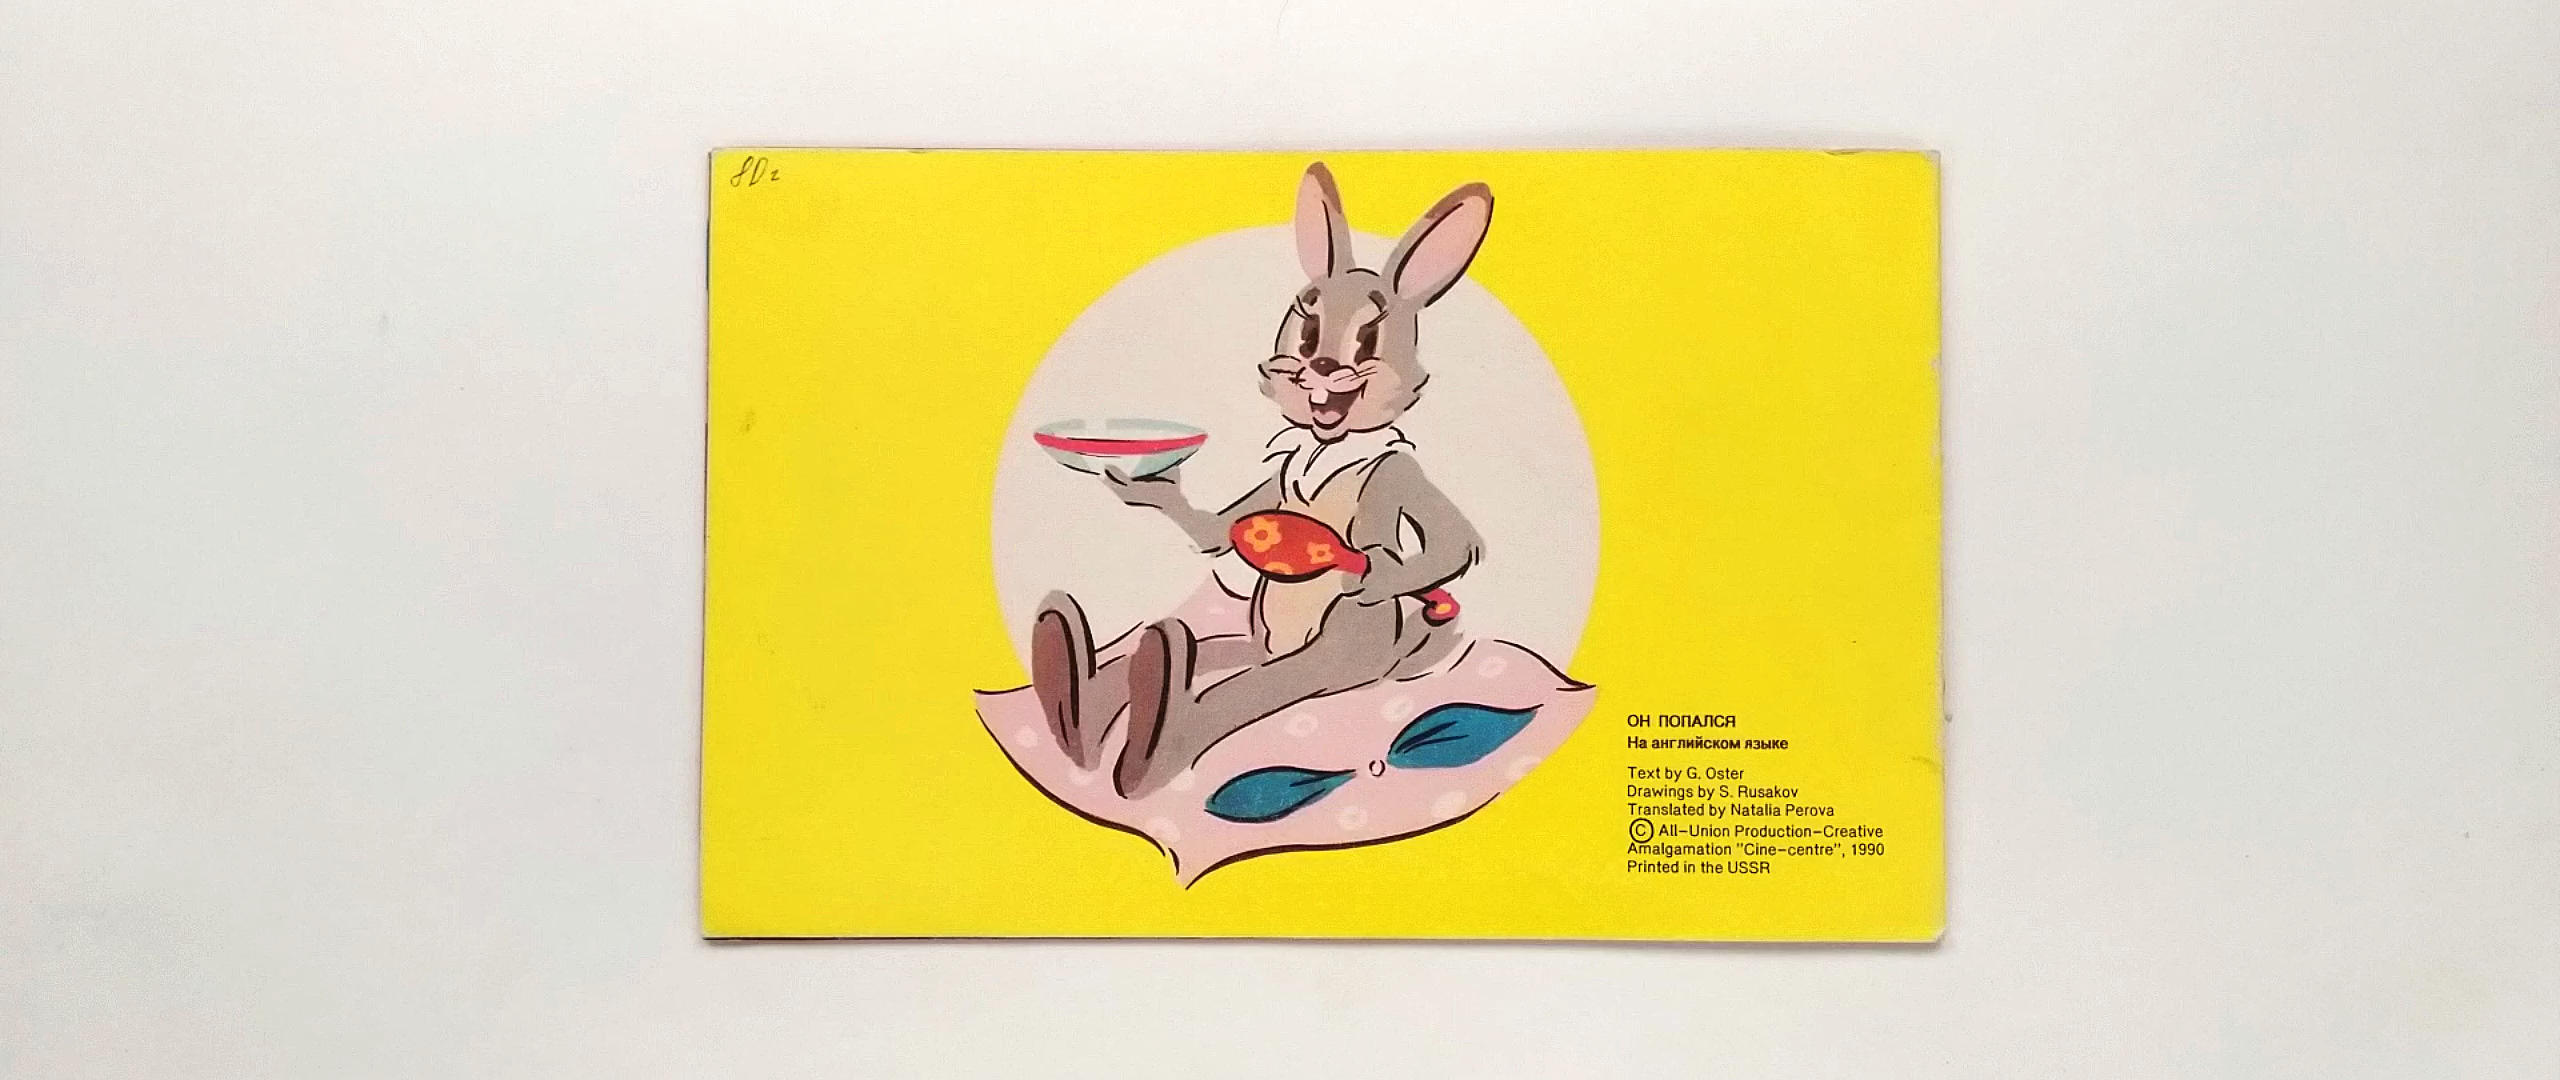 ОН ПОПАЛСЯ
На английском языке
Text by G. Oster
Drawings by S. Rusakov
Translated by Natalia Perova
© All-Union Production-Creative
Amalgamation "Cine-centre", 1990
Printed in the USSR